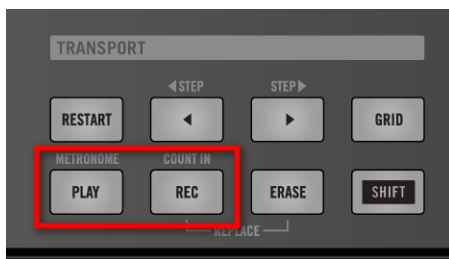 TRANSPORT
◀STEP STEP▶
RESTART ◀ ▶ GRID
METRONOME COUNT IN
PLAY REC ERASE SHIFT
REPLACE